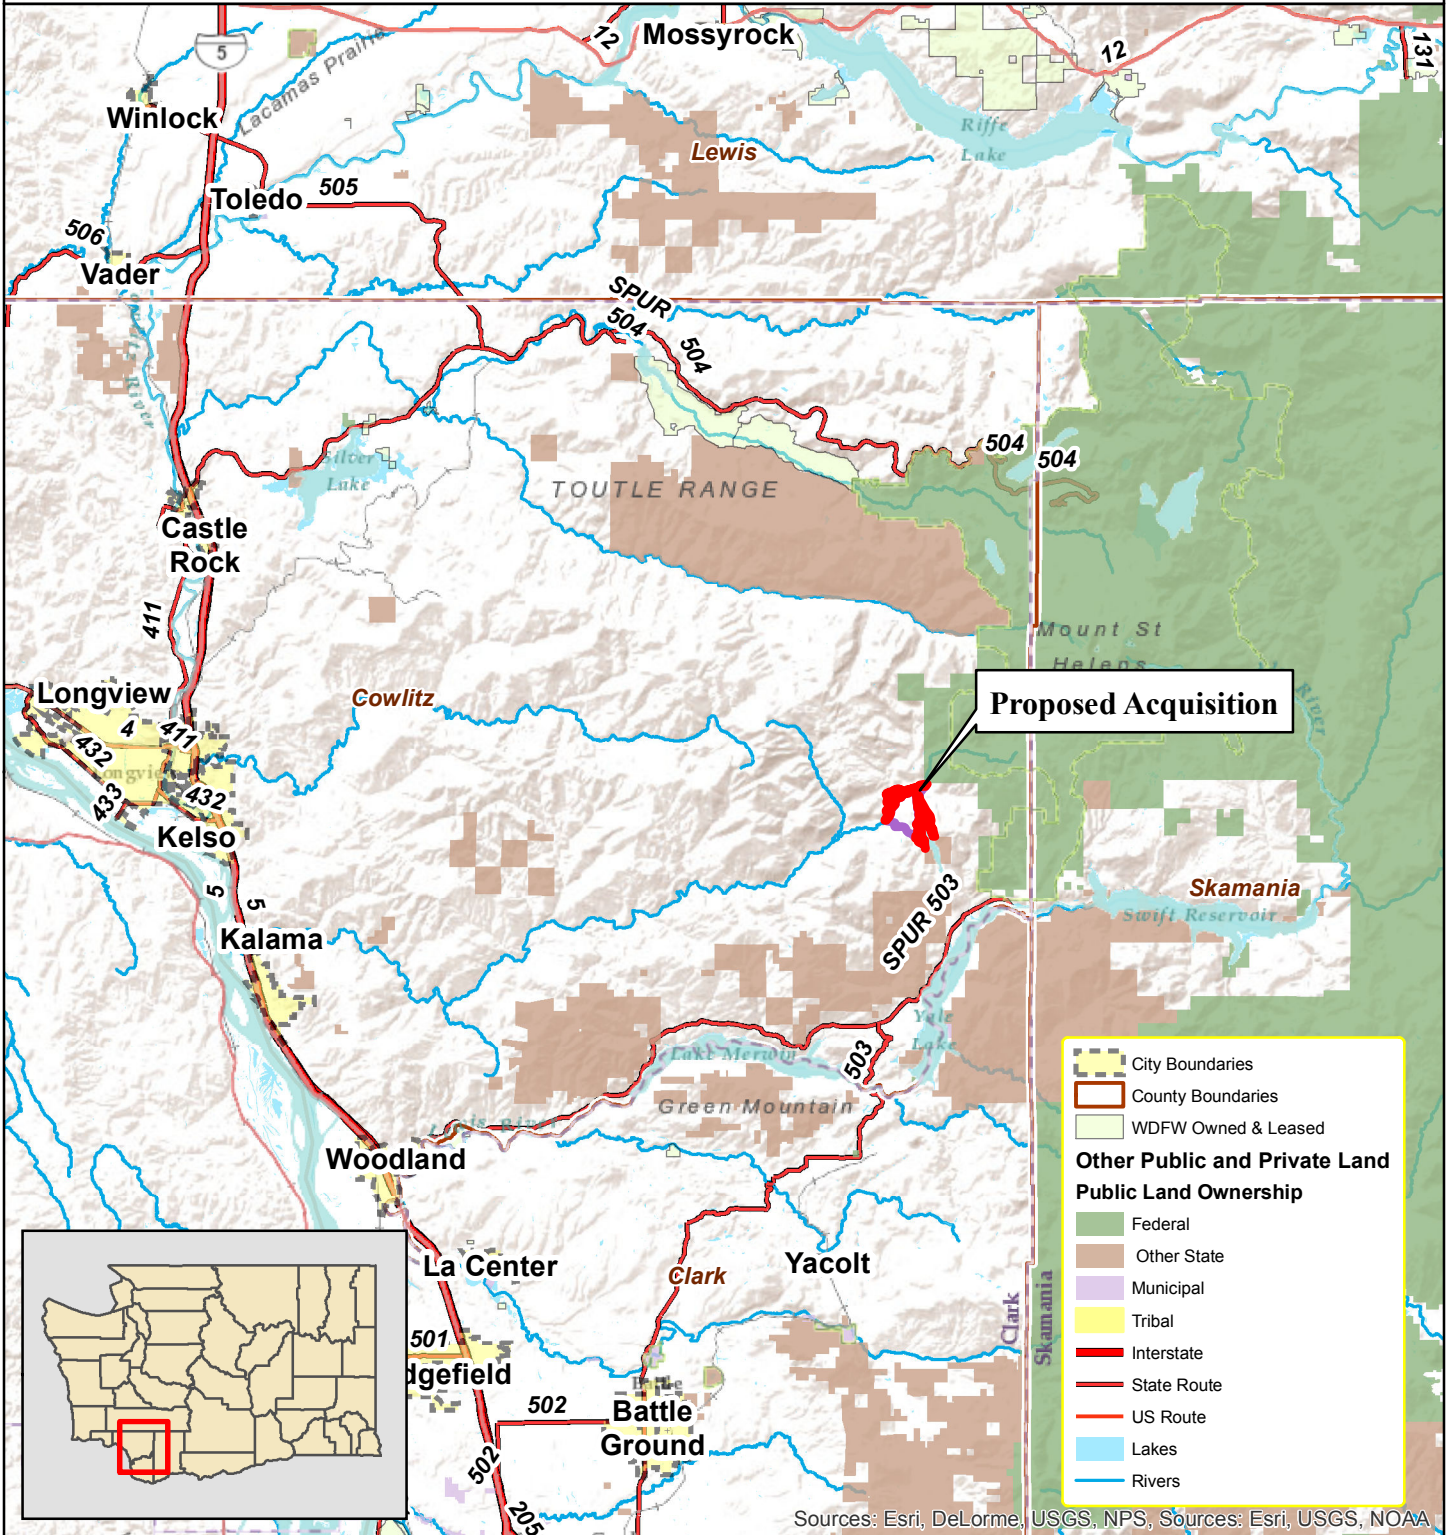 Mossyrock
12
12
131
5
Lacamas Prairie
Winlock
Riffe
Lake
Lewis
Toledo
505
506
Vader
SPUR
504
504
River
504
504
Silver
Lake
TOUTLE RANGE
Castle
Rock
411
Mount St
Helens
Proposed Acquisition
River
Longview
4
411
432
Longview
432
433
Kelso
Cowlitz
5
5
Kalama
SPUR 503
Skamania
Swift Reservoir
Yale
Lake
Lake Merwin
503
Green Mountain
Lewis River
Woodland
La Center
Clark
Yacolt
Clark
Skamania
501
dgefield
502
502
Battle
Battle
Ground
205
City Boundaries
County Boundaries
WDFW Owned & Leased
Other Public and Private Land
Public Land Ownership
Federal
Other State
Municipal
Tribal
Interstate
State Route
US Route
Lakes
Rivers
Sources: Esri, DeLorme, USGS, NPS, Sources: Esri, USGS, NOAA